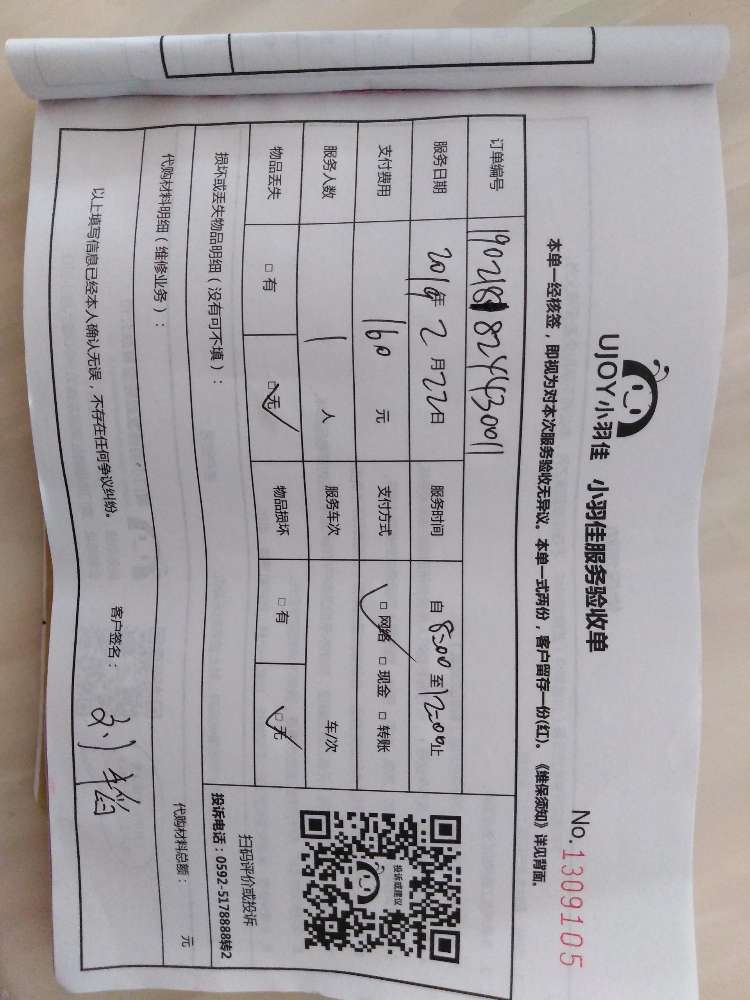 UJOY小羽佳 小羽佳服务验收单
No.1309105
本单一经核签，即视为对本次服务验收无异议。本单一式两份，客户留存一份(红)。《维保须知》详见背面。
订单编号 190218 824430011
服务日期 2019年 2月22日 服务时间 自 8:00 至 12:00 止
支付费用 160 元 支付方式 □ 网络 □ 现金 □ 转账
服务人数 1 人 服务车次 车/次
物品丢失 □ 有 □ 无 物品损坏 □ 有 □ 无
投诉或建议
扫码评价或投诉
投诉电话：0592-5178888转2
损坏或丢失物品明细（没有可不填）：
代购材料明细（维修业务）： 代购材料总额： 元
以上填写信息已经本人确认无误，不存在任何争议纠纷。 客户签名： 刘